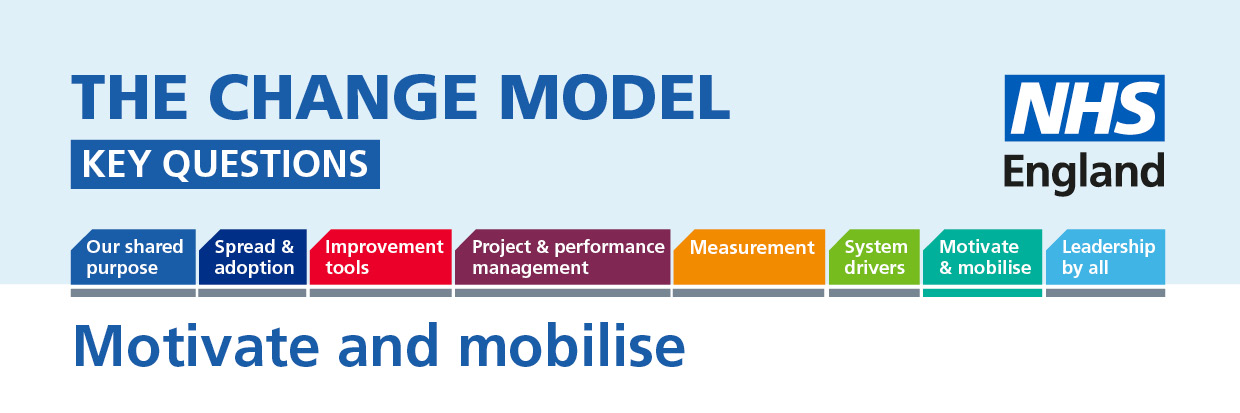 THE CHANGE MODEL
KEY QUESTIONS
NHS
England
Our shared
purpose
Spread &
adoption
Improvement
tools
Project & performance
management
Measurement
System
drivers
Motivate
& mobilise
Leadership
by all
Motivate and mobilise